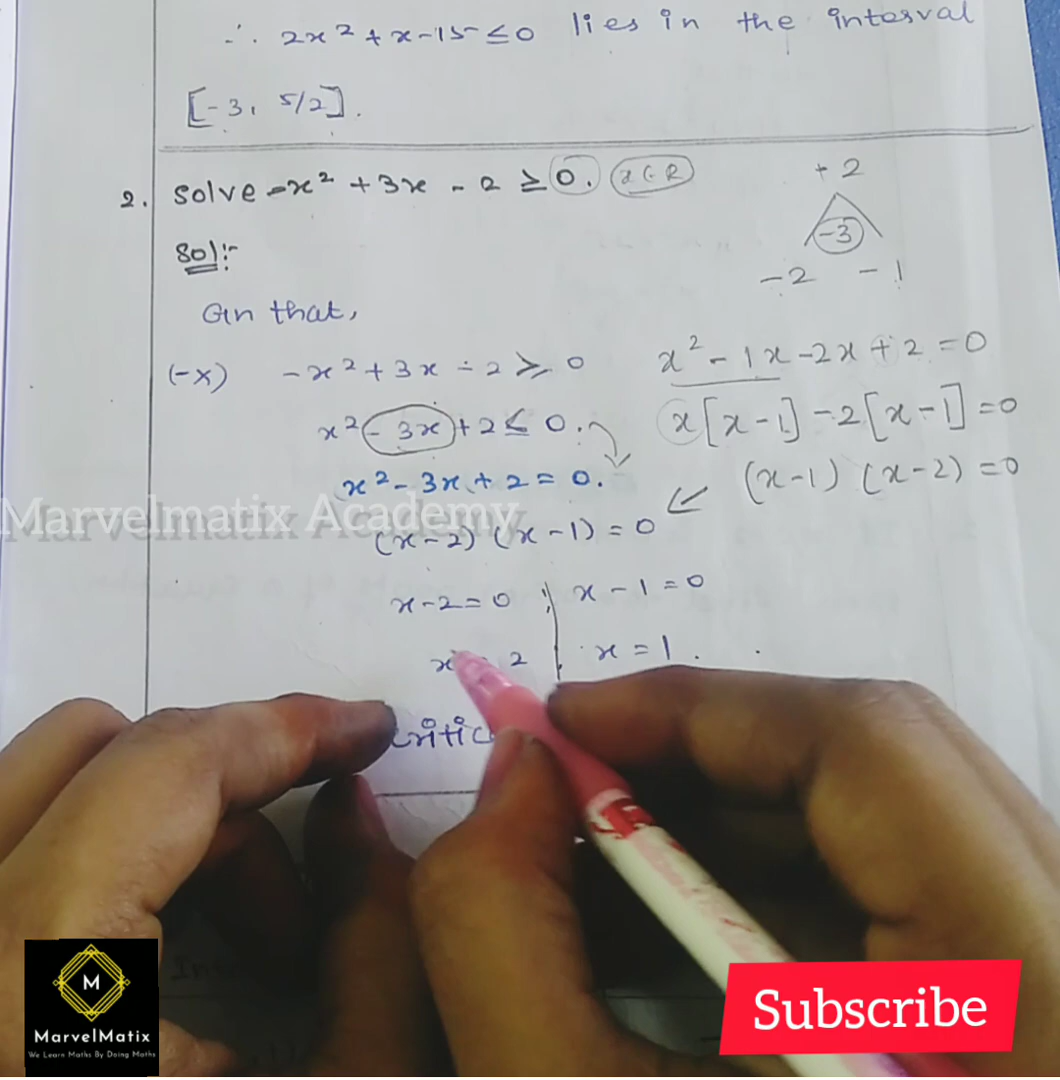 ∴ 2x² + x - 15 ≤ 0 lies in the interval
[-3, 5/2].
2. Solve -x² + 3x - 2 ≥ 0. x ∈ R
+2
-3
-2 -1
Sol:-
Gn that,
(-x) -x² + 3x - 2 ≥ 0
x² - 3x + 2 ≤ 0.
x² - 3x + 2 = 0.
(x-2) (x-1) = 0
x² - 1x - 2x + 2 = 0
x[x-1] - 2[x-1] = 0
(x-1) (x-2) = 0
x-2=0 ; x-1=0
x 2 x = 1.
Marvelmatix Academy
M
MarvelMatix
We Learn Maths By Doing Maths
Subscribe